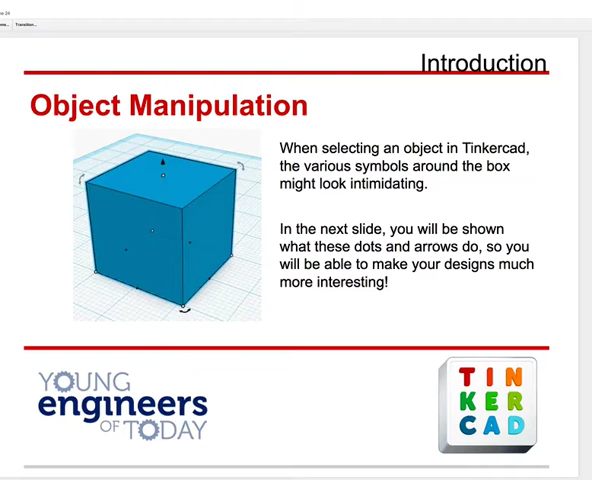 Transition...
Introduction
Object Manipulation
When selecting an object in Tinkercad,
the various symbols around the box
might look intimidating.
In the next slide, you will be shown
what these dots and arrows do, so you
will be able to make your designs much
more interesting!
YOUNG
engineers
OF TODAY
TIN
KER
CAD